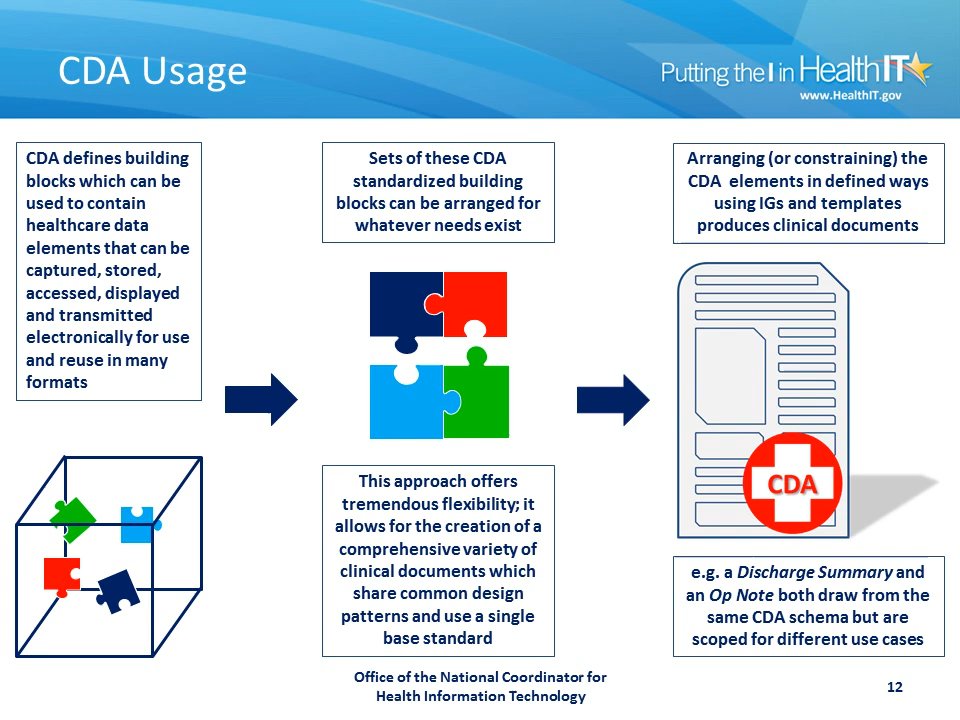 CDA Usage
Putting the I in HealthIT
www.HealthIT.gov
CDA defines building
blocks which can be
used to contain
healthcare data
elements that can be
captured, stored,
accessed, displayed
and transmitted
electronically for use
and reuse in many
formats
Sets of these CDA
standardized building
blocks can be arranged for
whatever needs exist
This approach offers
tremendous flexibility; it
allows for the creation of a
comprehensive variety of
clinical documents which
share common design
patterns and use a single
base standard
Arranging (or constraining) the
CDA elements in defined ways
using IGs and templates
produces clinical documents
CDA
e.g. a Discharge Summary and
an Op Note both draw from the
same CDA schema but are
scoped for different use cases
Office of the National Coordinator for
Health Information Technology
12